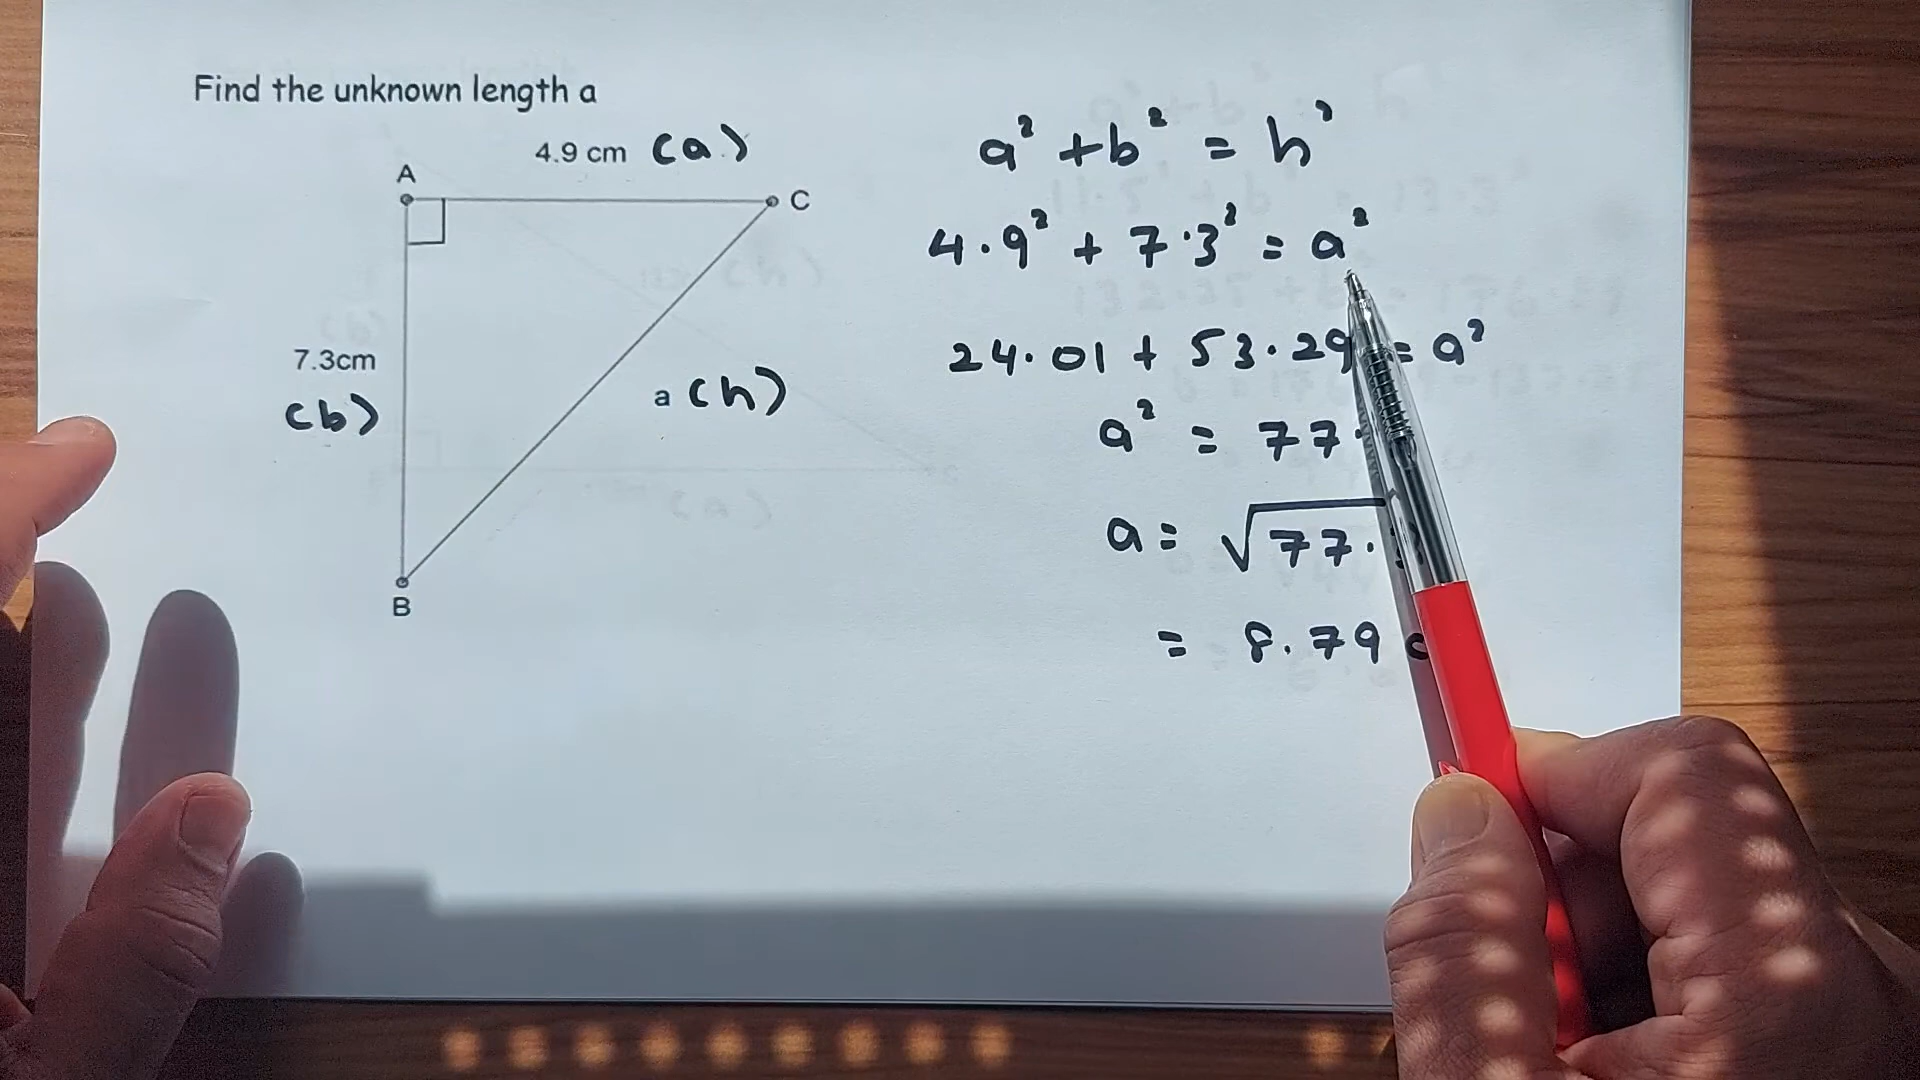 Find the unknown length a
4.9 cm (a)
A
C
7.3cm
(b)
a (h)
B
a² + b² = h²
4.9² + 7.3² = a²
24.01 + 53.29 = a²
a² = 77.
a = √77.
= 8.79 c